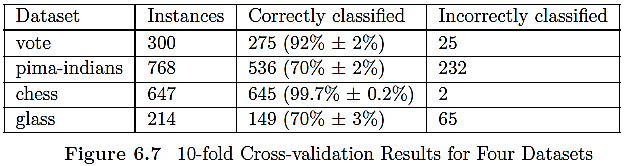 Dataset Instances Correctly classified Incorrectly classified
vote 300 275 (92% ± 2%) 25
pima-indians 768 536 (70% ± 2%) 232
chess 647 645 (99.7% ± 0.2%) 2
glass 214 149 (70% ± 3%) 65
Figure 6.7 10-fold Cross-validation Results for Four Datasets